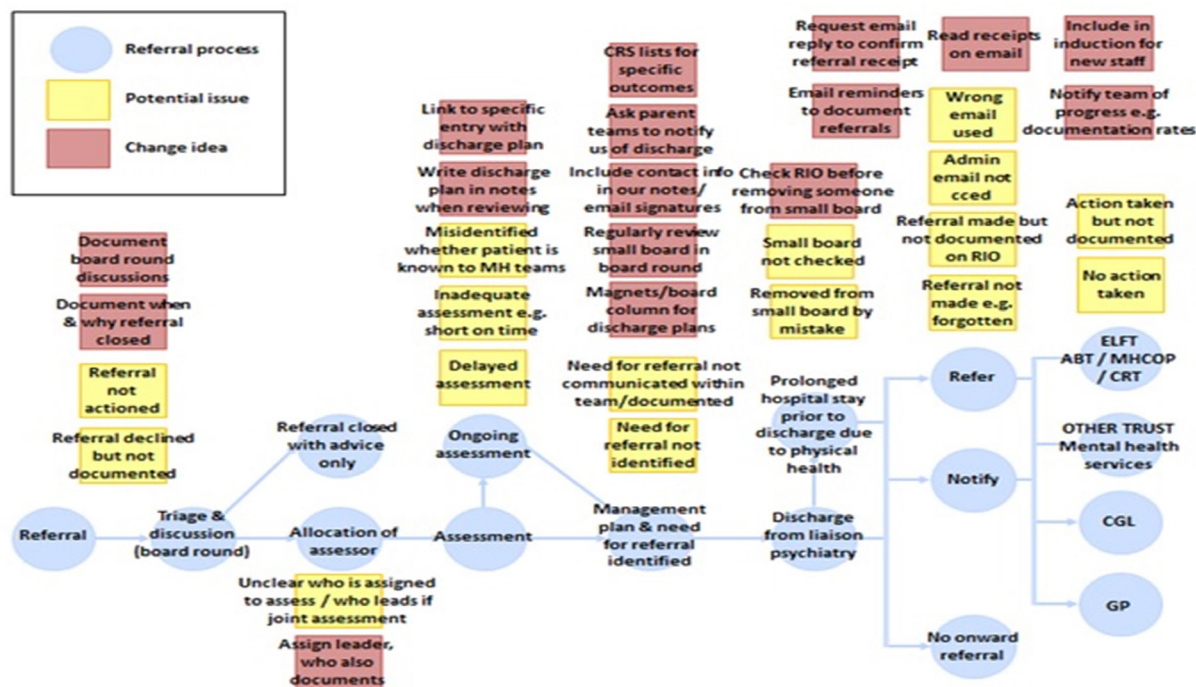 Referral process
Potential issue
Change idea
Document
board round
discussions
Document when
& why referral
closed
Referral
not
actioned
Referral declined
but not
documented
Referral
Triage &
discussion
(board round)
Referral closed
with advice
only
Allocation of
assessor
Unclear who is assigned
to assess / who leads if
joint assessment
Assign leader,
who also
documents
Link to specific
entry with
discharge plan
Write discharge
plan in notes
when reviewing
Misidentified
whether patient is
known to MH teams
Inadequate
assessment e.g.
short on time
Delayed
assessment
Ongoing
assessment
Assessment
CRS lists for
specific
outcomes
Ask parent
teams to notify
us of discharge
Include contact info
in our notes/
email signatures
Regularly review
small board in
board round
Magnets/board
column for
discharge plans
Need for referral not
communicated within
team/documented
Need for
referral not
identified
Management
plan & need
for referral
identified
Check RIO before
removing someone
from small board
Small board
not checked
Removed from
small board by
mistake
Prolonged
hospital stay
prior to
discharge due
to physical
health
Discharge
from liaison
psychiatry
Request email
reply to confirm
referral receipt
Email reminders
to document
referrals
Read receipts
on email
Wrong
email
used
Admin
email not
cced
Referral made but
not documented
on RIO
Referral not
made e.g.
forgotten
Refer
Notify
No onward
referral
Include in
induction for
new staff
Notify team of
progress e.g.
documentation rates
Action taken
but not
documented
No action
taken
ELFT
ABT / MHCOP
/ CRT
OTHER TRUST
Mental health
services
CGL
GP